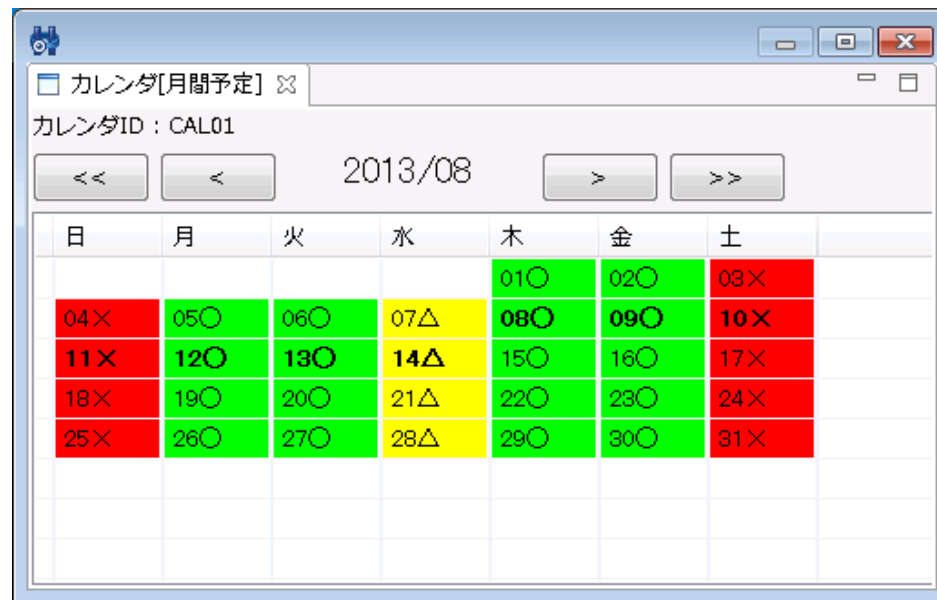 カレンダ[月間予定]
カレンダID : CAL01
<< < 2013/08 > >>
日 月 火 水 木 金 土
01○ 02○ 03×
04× 05○ 06○ 07△ 08○ 09○ 10×
11× 12○ 13○ 14△ 15○ 16○ 17×
18× 19○ 20○ 21△ 22○ 23○ 24×
25× 26○ 27○ 28△ 29○ 30○ 31×